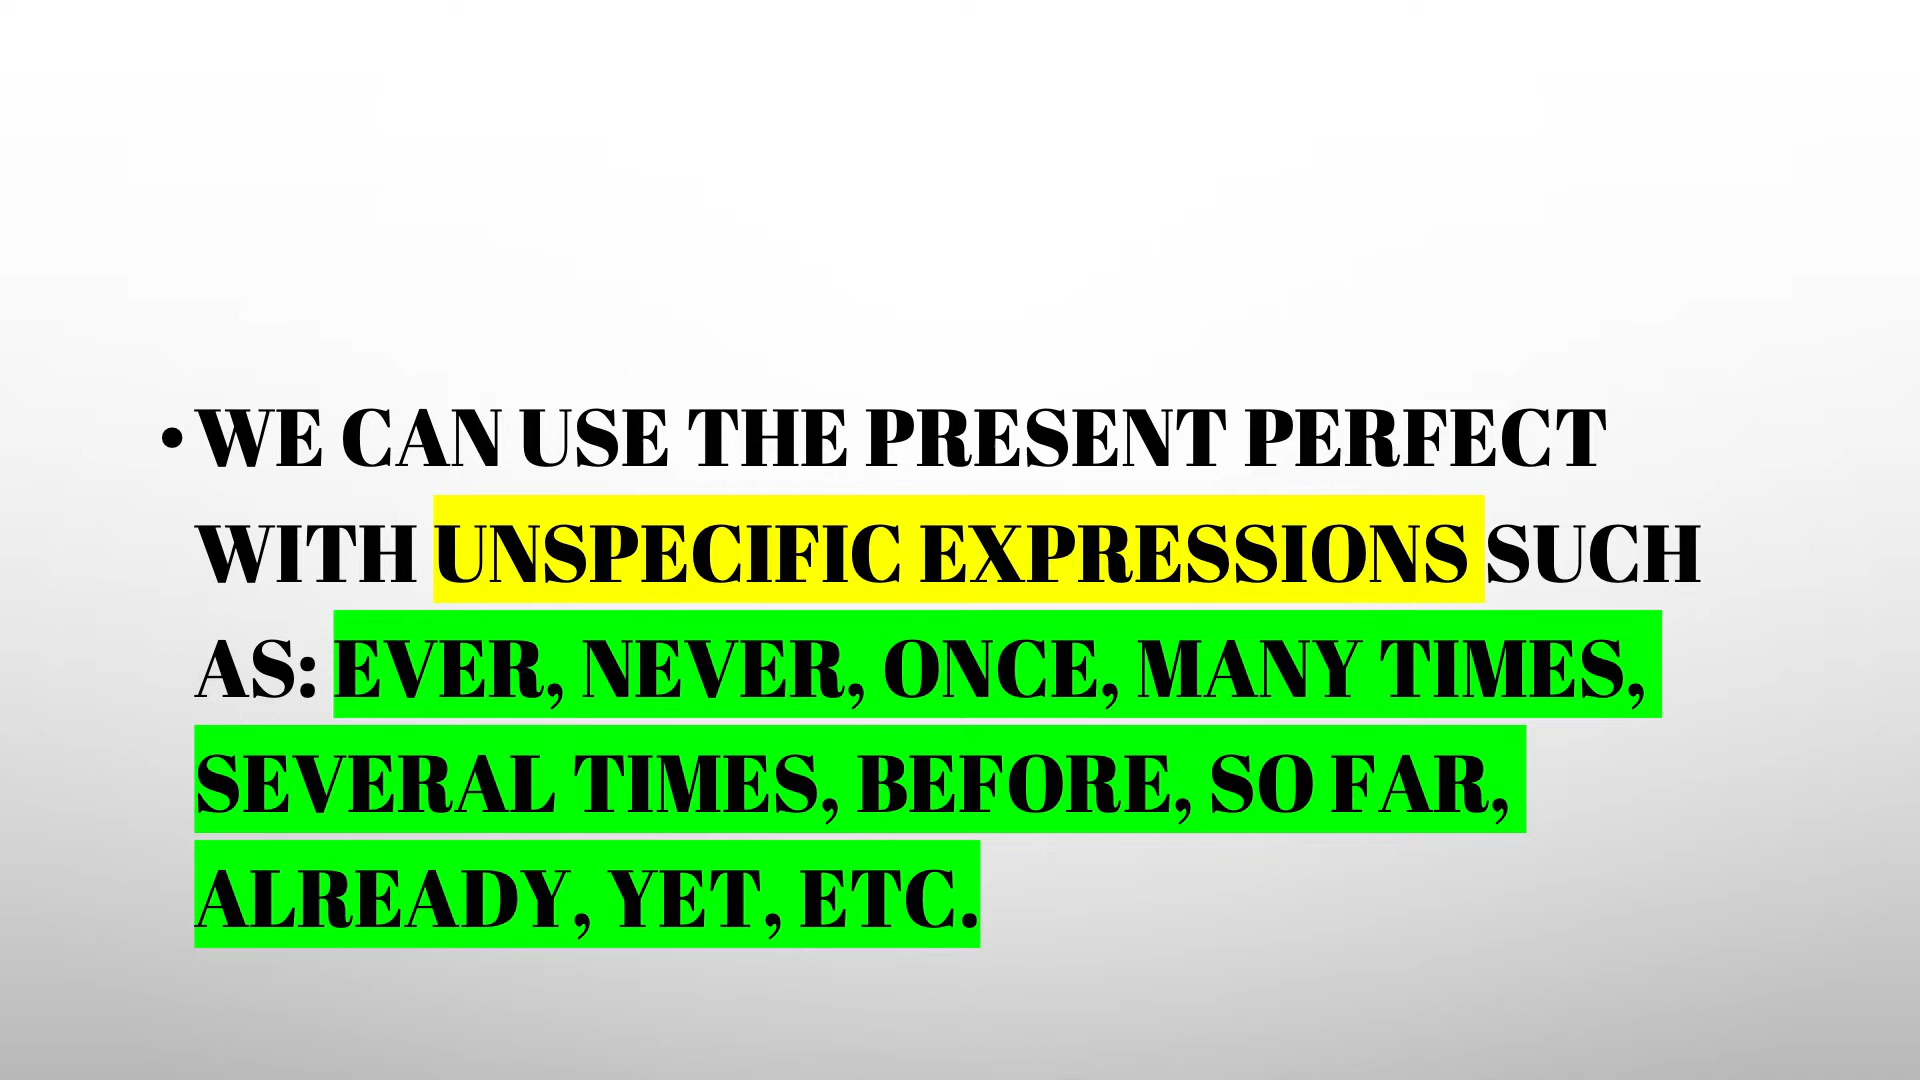 • WE CAN USE THE PRESENT PERFECT
WITH UNSPECIFIC EXPRESSIONS SUCH
AS: EVER, NEVER, ONCE, MANY TIMES,
SEVERAL TIMES, BEFORE, SO FAR,
ALREADY, YET, ETC.